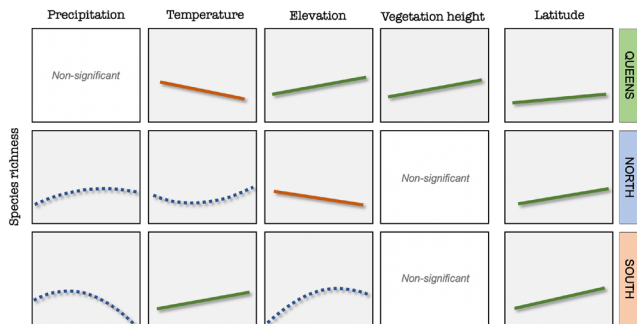 Precipitation Temperature Elevation Vegetation height Latitude
Species richness
Non-significant
QUEENS
Non-significant
NORTH
Non-significant
SOUTH